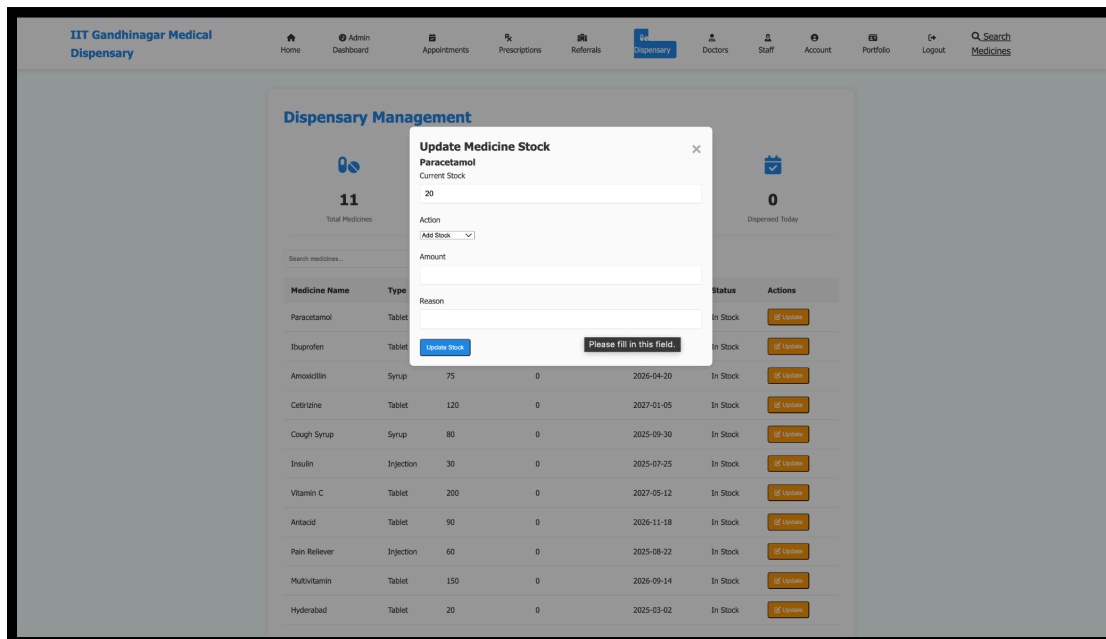 IIT Gandhinagar Medical
Dispensary
Home
Admin
Dashboard
Appointments
Prescriptions
Referrals
Dispensary
Doctors
Staff
Account
Portfolio
Logout
Search
Medicines
Dispensary Management
11
Total Medicines
0
Dispensed Today
Search medicines...
Update Medicine Stock
×
Paracetamol
Current Stock
20
Action
Add Stock
Amount
Reason
Update Stock
Please fill in this field.
Medicine Name Type Status Actions
Paracetamol Tablet In Stock Update
Ibuprofen Tablet In Stock Update
Amoxicillin Syrup 75 0 2026-04-20 In Stock Update
Cetirizine Tablet 120 0 2027-01-05 In Stock Update
Cough Syrup Syrup 80 0 2025-09-30 In Stock Update
Insulin Injection 30 0 2025-07-25 In Stock Update
Vitamin C Tablet 200 0 2027-05-12 In Stock Update
Antacid Tablet 90 0 2026-11-18 In Stock Update
Pain Reliever Injection 60 0 2025-08-22 In Stock Update
Multivitamin Tablet 150 0 2026-09-14 In Stock Update
Hyderabad Tablet 20 0 2025-03-02 In Stock Update